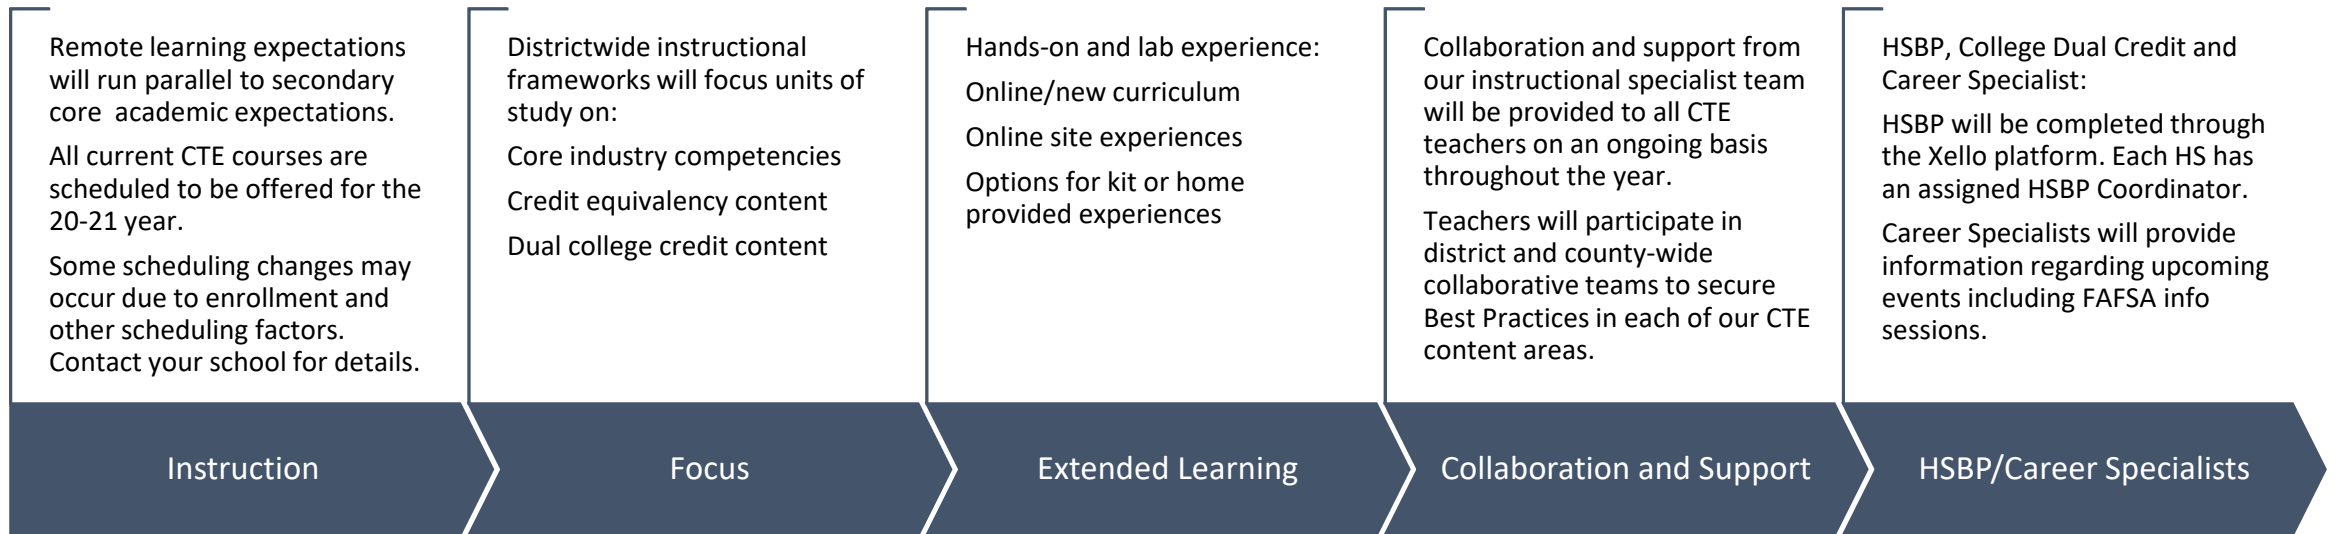 Remote learning expectations
will run parallel to secondary
core  academic expectations.
All current CTE courses are
scheduled to be offered for the
20-21 year.
Some scheduling changes may
occur due to enrollment and
other scheduling factors.
Contact your school for details.
Instruction
Districtwide instructional
frameworks will focus units of
study on:
Core industry competencies
Credit equivalency content
Dual college credit content
Focus
Hands-on and lab experience:
Online/new curriculum
Online site experiences
Options for kit or home
provided experiences
Extended Learning
Collaboration and support from
our instructional specialist team
will be provided to all CTE
teachers on an ongoing basis
throughout the year.
Teachers will participate in
district and county-wide
collaborative teams to secure
Best Practices in each of our CTE
content areas.
Collaboration and Support
HSBP, College Dual Credit and
Career Specialist:
HSBP will be completed through
the Xello platform. Each HS has
an assigned HSBP Coordinator.
Career Specialists will provide
information regarding upcoming
events including FAFSA info
sessions.
HSBP/Career Specialists